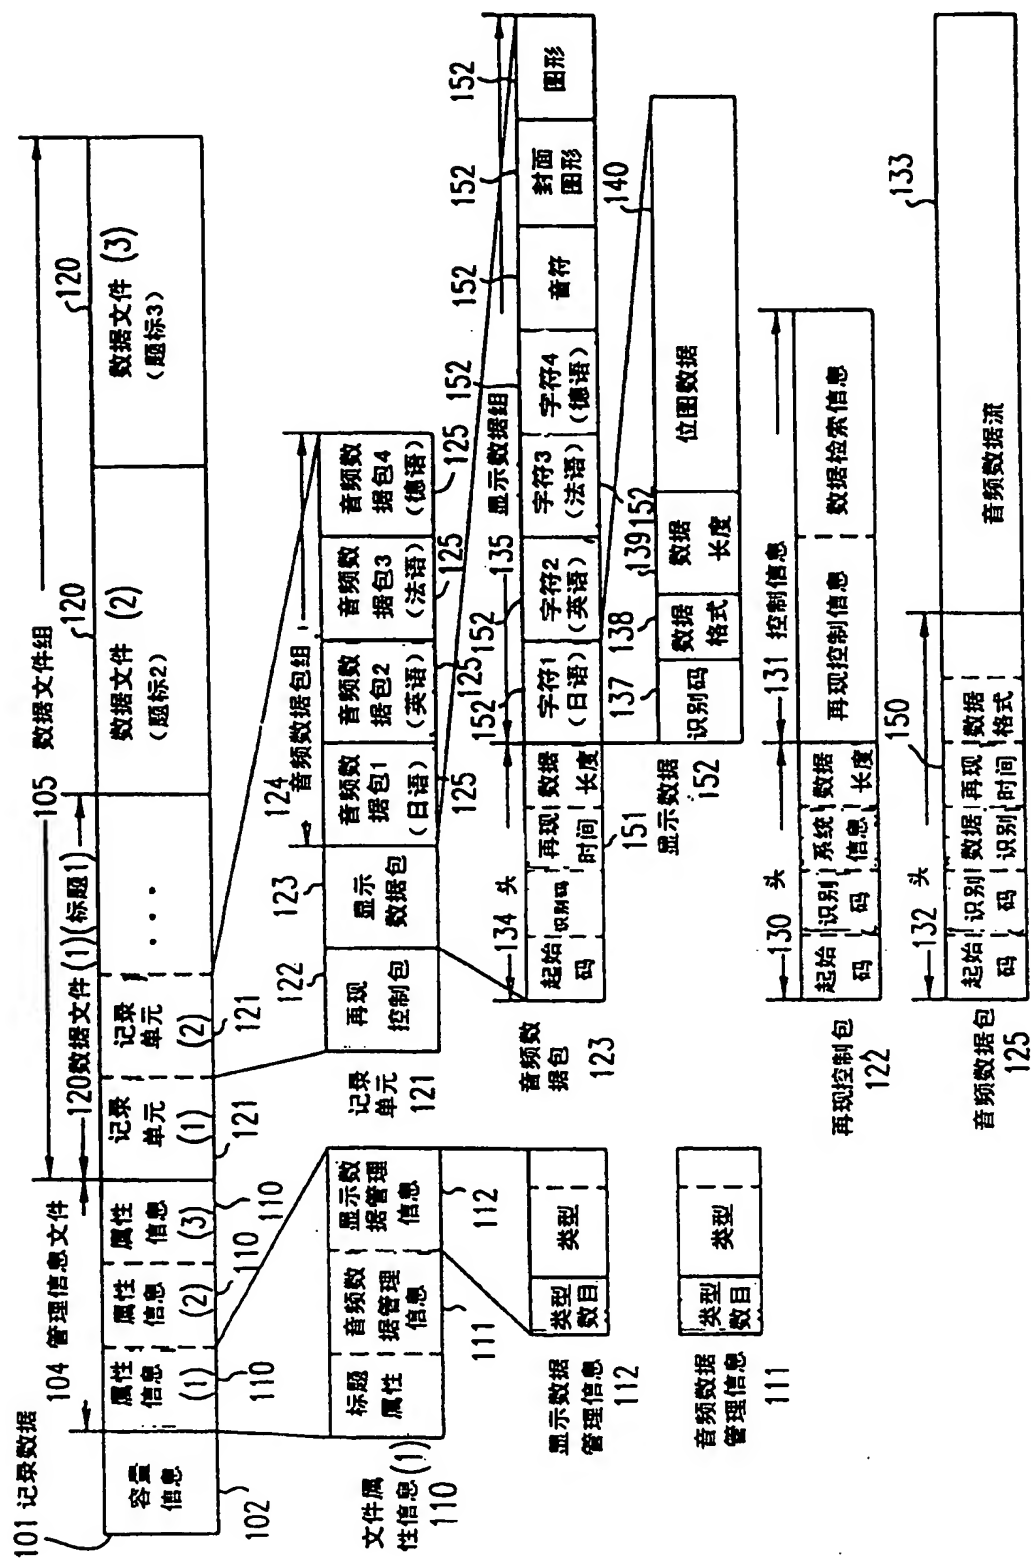 101 记录数据
104 管理信息文件
105
数据文件组
120数据文件(1)(标题1)
120
120
容量
信息
属性
信息
(1)
属性
信息
(2)
属性
信息
(3)
记录
单元
(1)
记录
单元
(2)
· · ·
数据文件 (2)
(题标2)
数据文件 (3)
(题标3)
102
110
110
110
121
121
文件属
性信息(1)
110
标题
属性
音频数
据管理
信息
显示数
据管理
信息
111
112
记录
单元
121
122
123
124
音频数据包组
再现
控制包
显示
数据包
音频数
据包1
(日语)
音频数
据包2
(英语)
音频数
据包3
(法语)
音频数
据包4
(德语)
125
125
125
125
显示数据
管理信息
112
类型
数目
类型
音频数据
管理信息
111
类型
数目
类型
音频数
据包
123
134 头
135 显示数据组
152
152
152
152
152
152
起始
码
识别码
再现
时间
数据
长度
字符1
(日语)
字符2
(英语)
字符3
(法语)
字符4
(德语)
音符
封面
图形
图形
151
152
显示数据
152
137
138
139
140
识别码
数据
格式
数据
长度
位图数据
再现控制包
122
130 头
131 控制信息
起始
码
识别
码
系统
信息
数据
长度
再现控制信息
数据检索信息
音频数据包
125
132 头
150
133
起始
码
识别
码
数据
识别
再现
时间
数据
格式
音频数据流